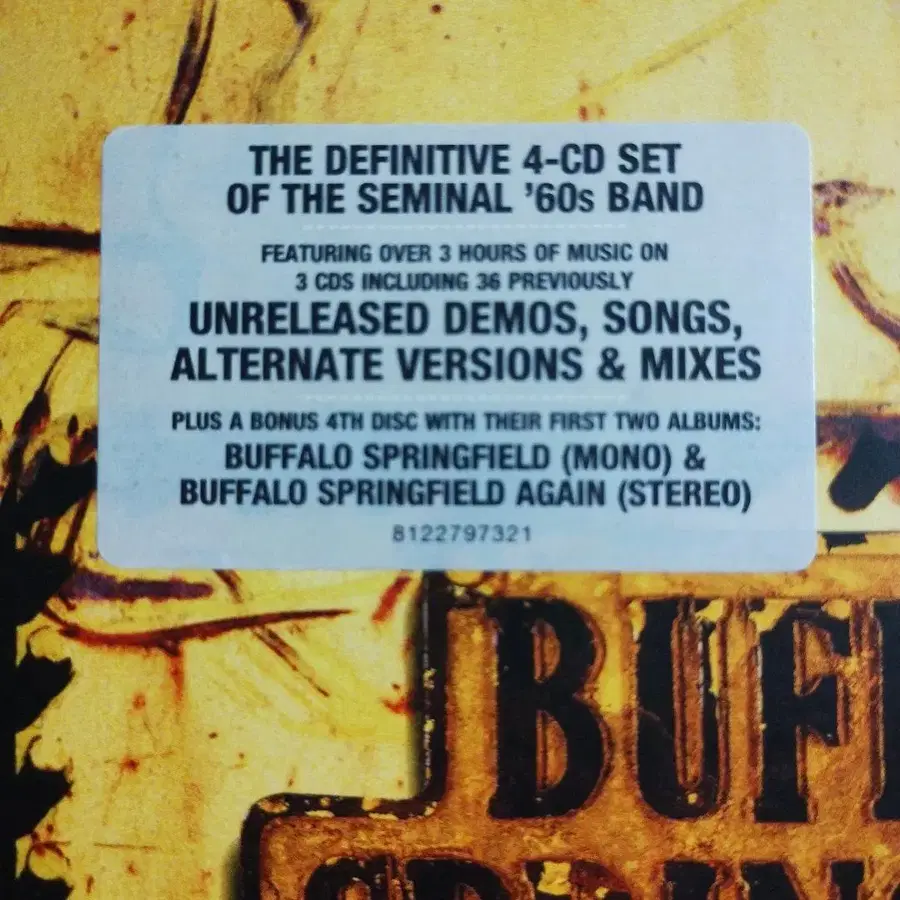 THE DEFINITIVE 4-CD SET
OF THE SEMINAL '60s BAND
FEATURING OVER 3 HOURS OF MUSIC ON
3 CDS INCLUDING 36 PREVIOUSLY
UNRELEASED DEMOS, SONGS,
ALTERNATE VERSIONS & MIXES
PLUS A BONUS 4TH DISC WITH THEIR FIRST TWO ALBUMS:
BUFFALO SPRINGFIELD (MONO) &
BUFFALO SPRINGFIELD AGAIN (STEREO)
8122797321
BUFF